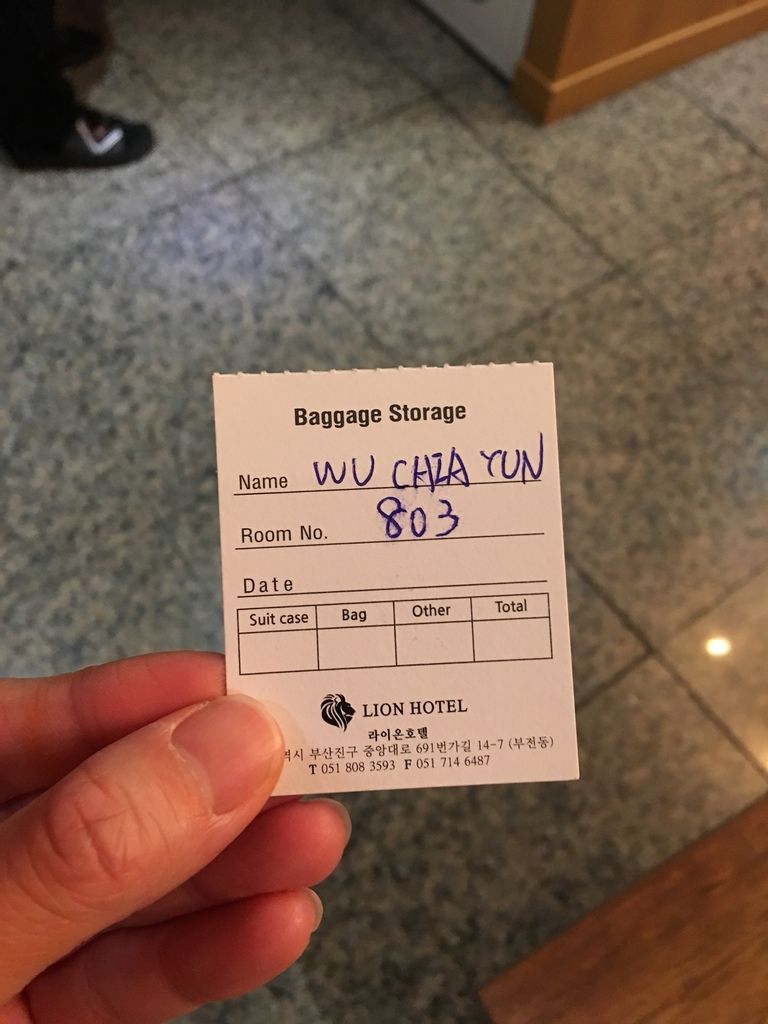 Baggage Storage
Name WU CHIA YUN
Room No. 803
Date
Suit case Bag Other Total
LION HOTEL
라이온호텔
역시 부산진구 중앙대로 691번가길 14-7 (부전동)
T 051 808 3593 F 051 714 6487